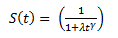 S(t) = (1/(1+λt^γ))